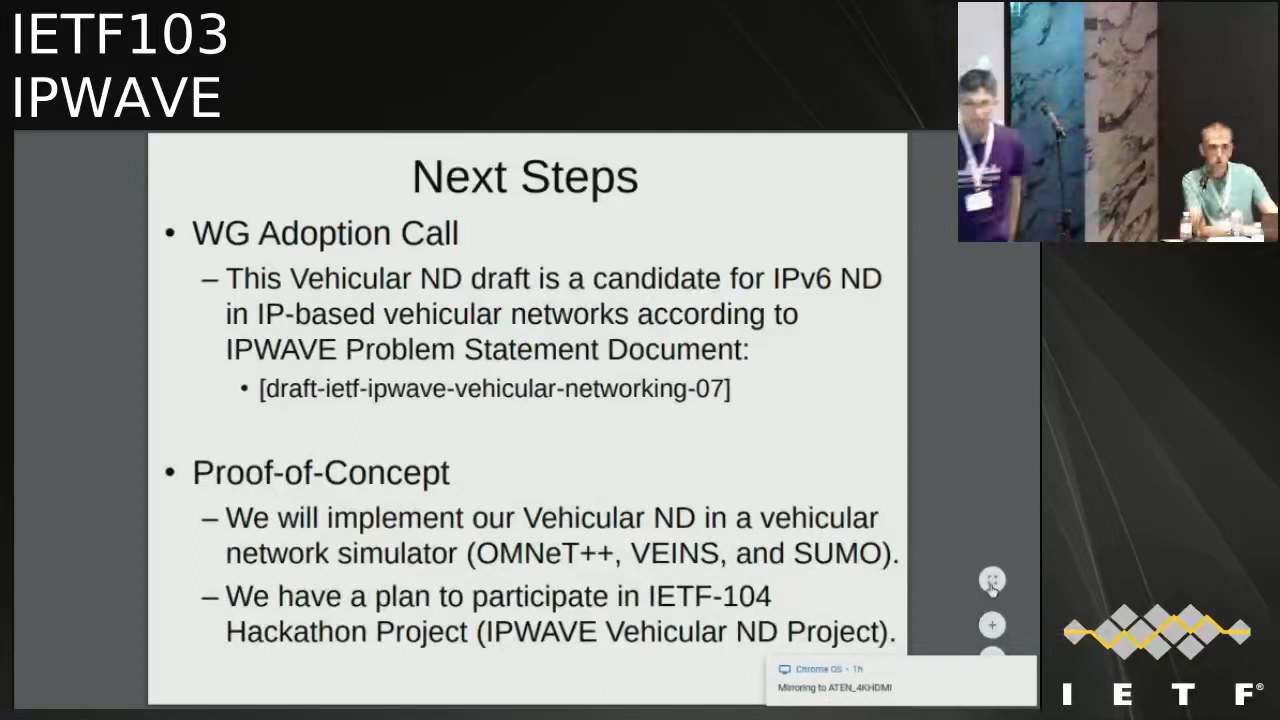 IETF103
IPWAVE
Next Steps
• WG Adoption Call
– This Vehicular ND draft is a candidate for IPv6 ND
in IP-based vehicular networks according to
IPWAVE Problem Statement Document:
• [draft-ietf-ipwave-vehicular-networking-07]
• Proof-of-Concept
– We will implement our Vehicular ND in a vehicular
network simulator (OMNeT++, VEINS, and SUMO).
– We have a plan to participate in IETF-104
Hackathon Project (IPWAVE Vehicular ND Project).
Chrome OS • 1h
Mirroring to ATEN_4KHDMI
I E T F®